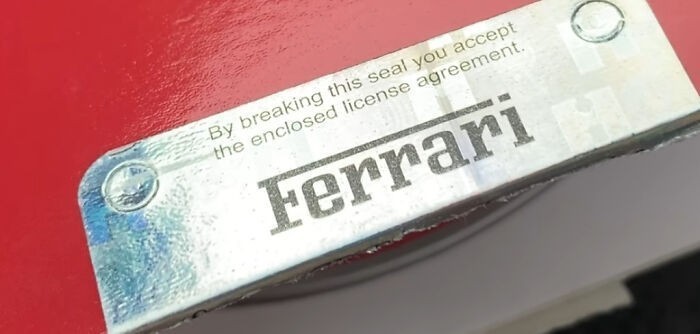 By breaking this seal you accept
the enclosed license agreement.
Ferrari